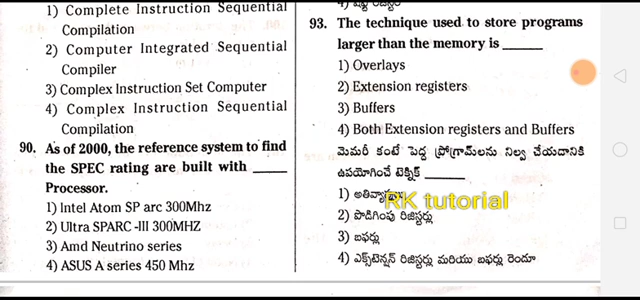 1) Complete Instruction Sequential
Compilation
2) Computer Integrated Sequential
Compiler
3) Complex Instruction Set Computer
4) Complex Instruction Sequential
Compilation
90. As of 2000, the reference system to find
the SPEC rating are built with _____
Processor.
1) Intel Atom SP arc 300Mhz
2) Ultra SPARC -III 300MHZ
3) Amd Neutrino series
4) ASUS A series 450 Mhz
93. The technique used to store programs
larger than the memory is _____
1) Overlays
2) Extension registers
3) Buffers
4) Both Extension registers and Buffers
మెమరీ కంటే పెద్ద ప్రోగ్రామ్‌లను నిల్వ చేయడానికి
ఉపయోగించే టెక్నిక్ _____
1)
RK tutorial
2) పొడిగింపు రిజిస్టర్లు
3) బఫర్లు
4) ఎక్స్‌టెన్షన్ రిజిస్టర్లు మరియు బఫర్లు రెండూ